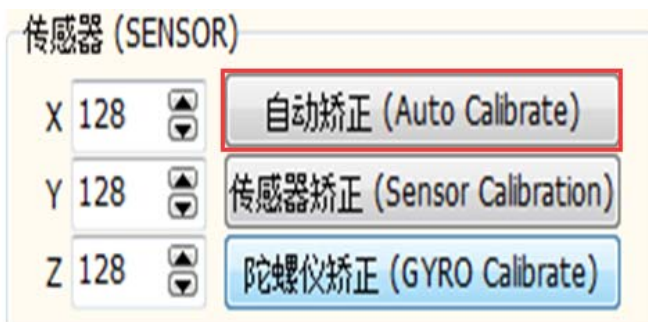 传感器 (SENSOR)
X 128 自动矫正 (Auto Calibrate)
Y 128 传感器矫正 (Sensor Calibration)
Z 128 陀螺仪矫正 (GYRO Calibrate)